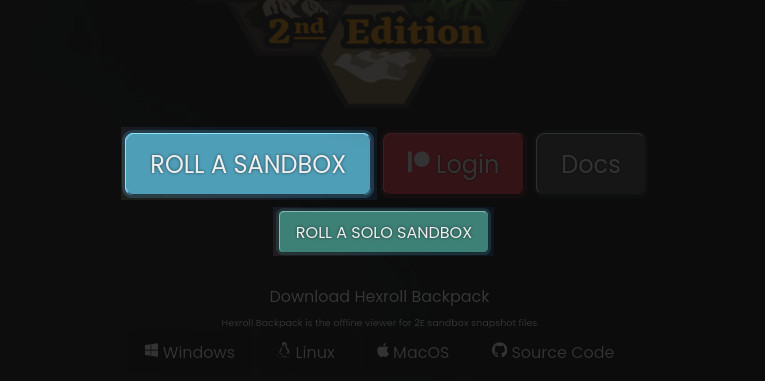 2nd Edition
ROLL A SANDBOX
Login
Docs
ROLL A SOLO SANDBOX
Download Hexroll Backpack
Hexroll Backpack is the offline viewer for 2E sandbox snapshot files
Windows
Linux
MacOS
Source Code